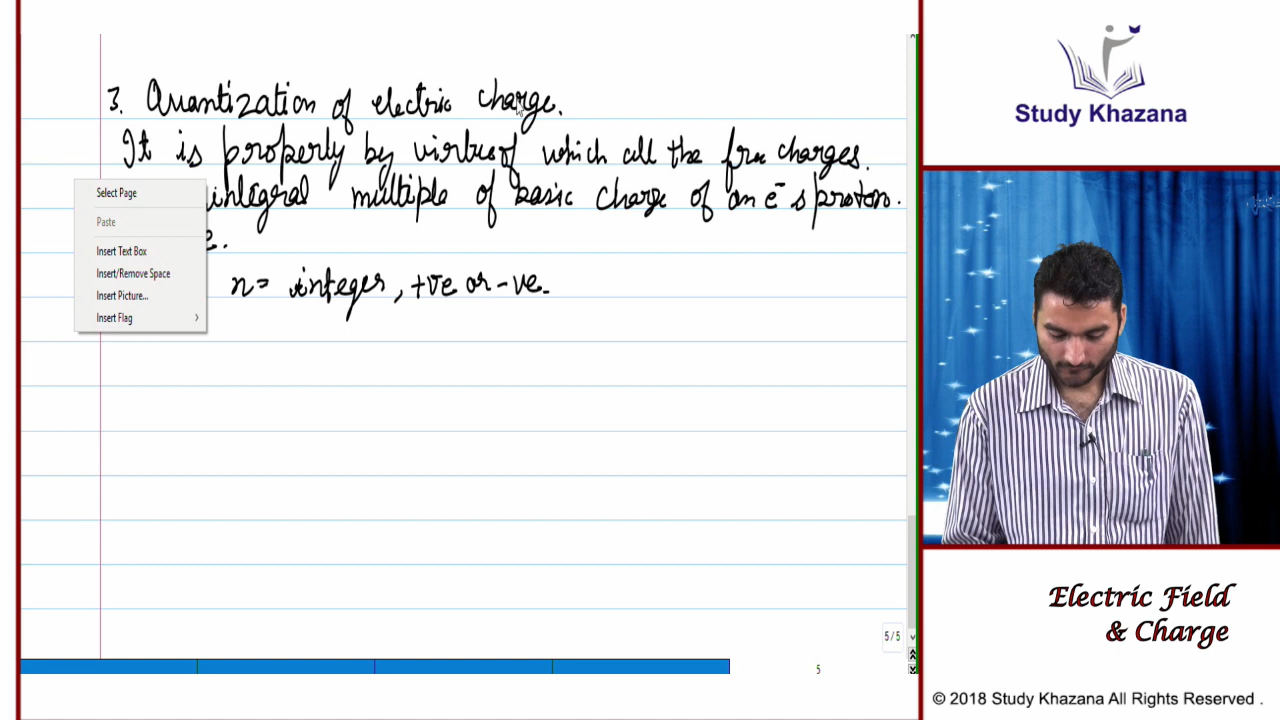 3. Quantization of electric charge.
It is properly by virtue of which all the free charges.
integral multiple of basic charge of an e⁻ s proton.
e.
n = integer, +ve or -ve.
Select Page
Paste
Insert Text Box
Insert/Remove Space
Insert Picture...
Insert Flag
5 / 5
5
Study Khazana
Electric Field
& Charge
© 2018 Study Khazana All Rights Reserved .